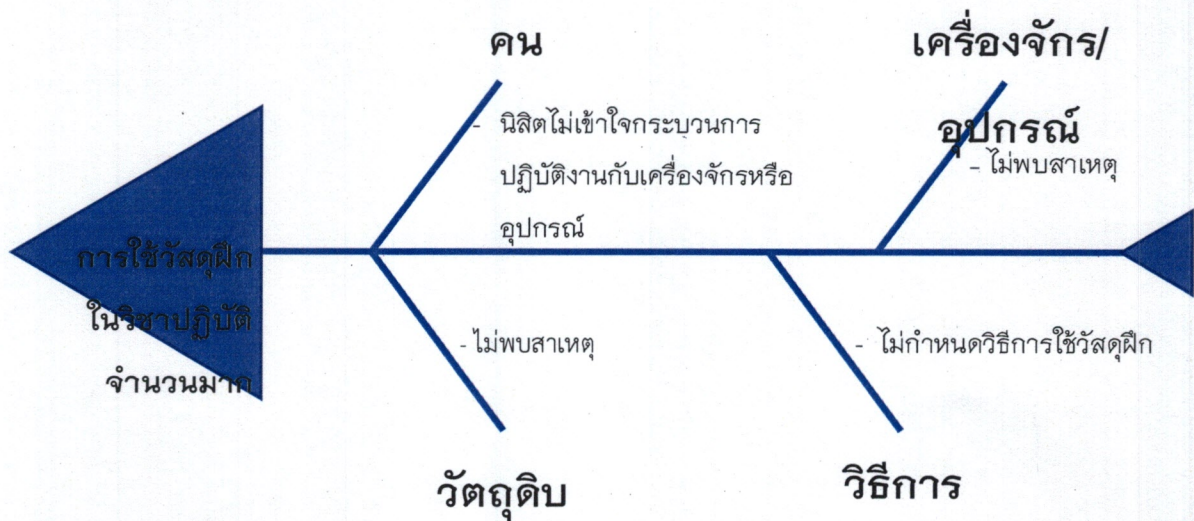 คน
เครื่องจักร/
อุปกรณ์
- นิสิตไม่เข้าใจกระบวนการ
ปฏิบัติงานกับเครื่องจักรหรือ
อุปกรณ์
- ไม่พบสาเหตุ
การใช้วัสดุฝึก
ในวิชาปฏิบัติ
จำนวนมาก
- ไม่พบสาเหตุ
- ไม่กำหนดวิธีการใช้วัสดุฝึก
วัตถุดิบ
วิธีการ